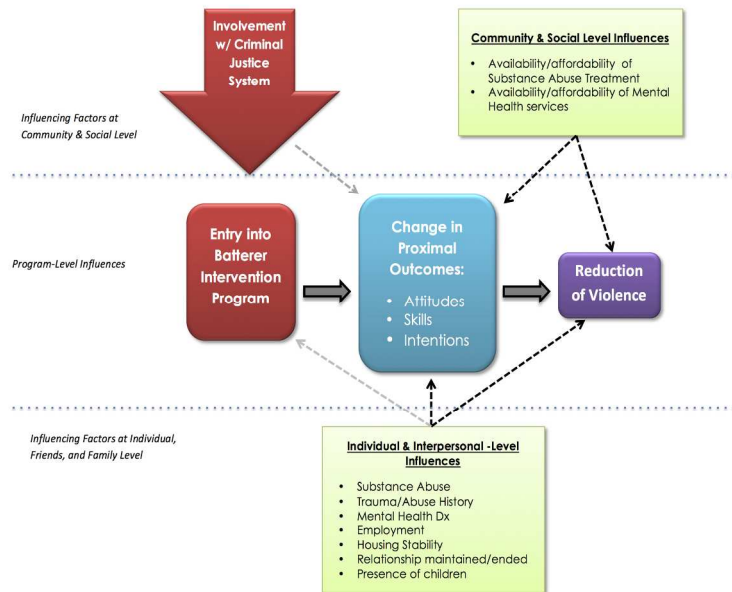 Involvement
w/ Criminal
Justice
System
Community & Social Level Influences
• Availability/affordability of
Substance Abuse Treatment
• Availability/affordability of Mental
Health services
Influencing Factors at
Community & Social Level
Entry into
Batterer
Intervention
Program
Change in
Proximal
Outcomes:
• Attitudes
• Skills
• Intentions
Program-Level Influences
Reduction
of Violence
Influencing Factors at Individual,
Friends, and Family Level
Individual & Interpersonal -Level
Influences
• Substance Abuse
• Trauma/Abuse History
• Mental Health Dx
• Employment
• Housing Stability
• Relationship maintained/ended
• Presence of children